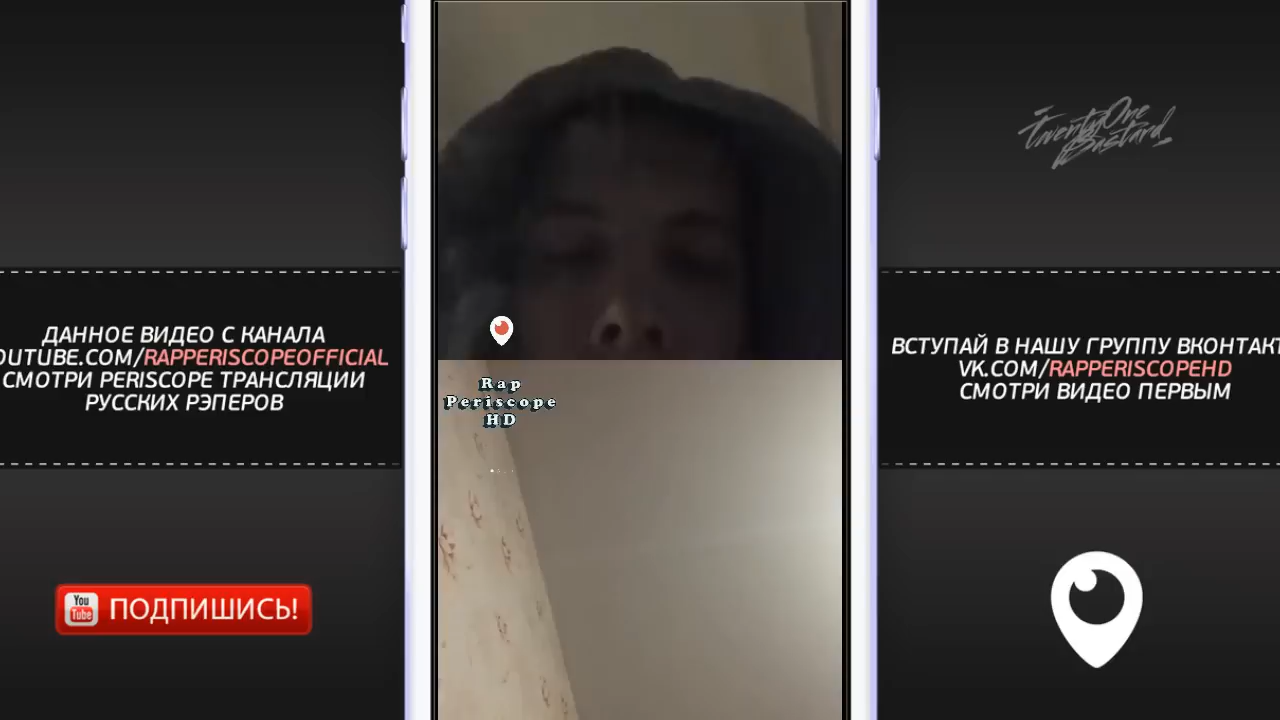 ДАННОЕ ВИДЕО С КАНАЛА
OUTUBE.COM/RAPPERISCOPEOFFICIAL
СМОТРИ PERISCOPE ТРАНСЛЯЦИИ
РУССКИХ РЭПЕРОВ
You Tube ПОДПИШИСЬ!
Rap
Periscope
HD
TwentyOne
Bastard
ВСТУПАЙ В НАШУ ГРУППУ ВКОНТАКТ
VK.COM/RAPPERISCOPEHD
СМОТРИ ВИДЕО ПЕРВЫМ